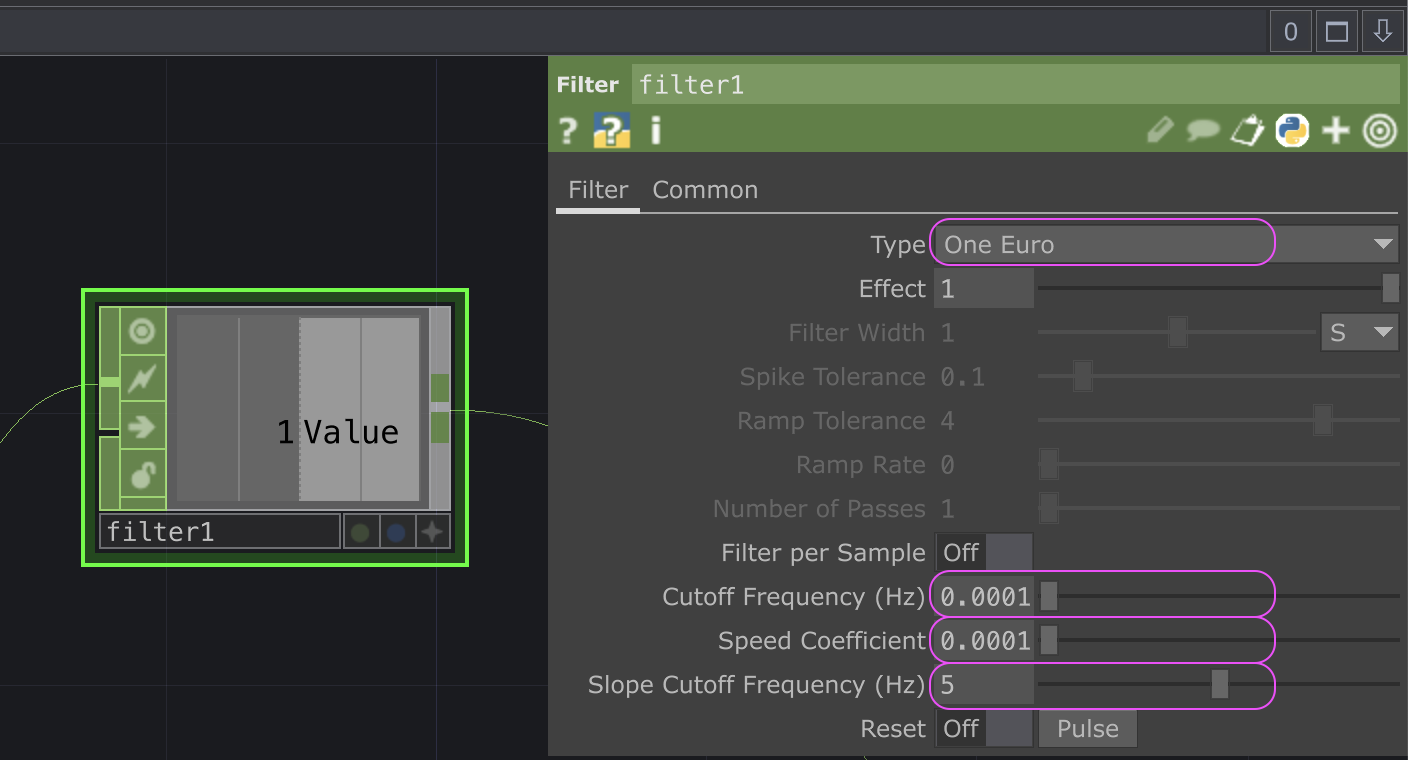 0
Filter filter1
? ? i
Filter Common
Type One Euro
Effect 1
Filter Width 1 S
Spike Tolerance 0.1
Ramp Tolerance 4
Ramp Rate 0
Number of Passes 1
Filter per Sample Off
Cutoff Frequency (Hz) 0.0001
Speed Coefficient 0.0001
Slope Cutoff Frequency (Hz) 5
Reset Off Pulse
1 Value
filter1